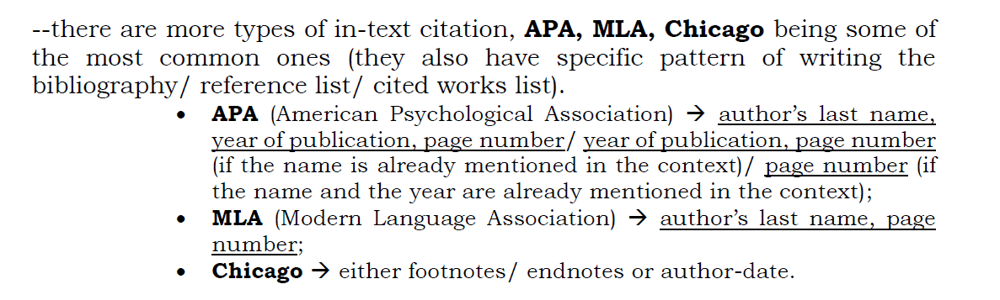 --there are more types of in-text citation, APA, MLA, Chicago being some of
the most common ones (they also have specific pattern of writing the
bibliography/ reference list/ cited works list).
• APA (American Psychological Association) → author's last name,
year of publication, page number/ year of publication, page number
(if the name is already mentioned in the context)/ page number (if
the name and the year are already mentioned in the context);
• MLA (Modern Language Association) → author's last name, page
number;
• Chicago → either footnotes/ endnotes or author-date.